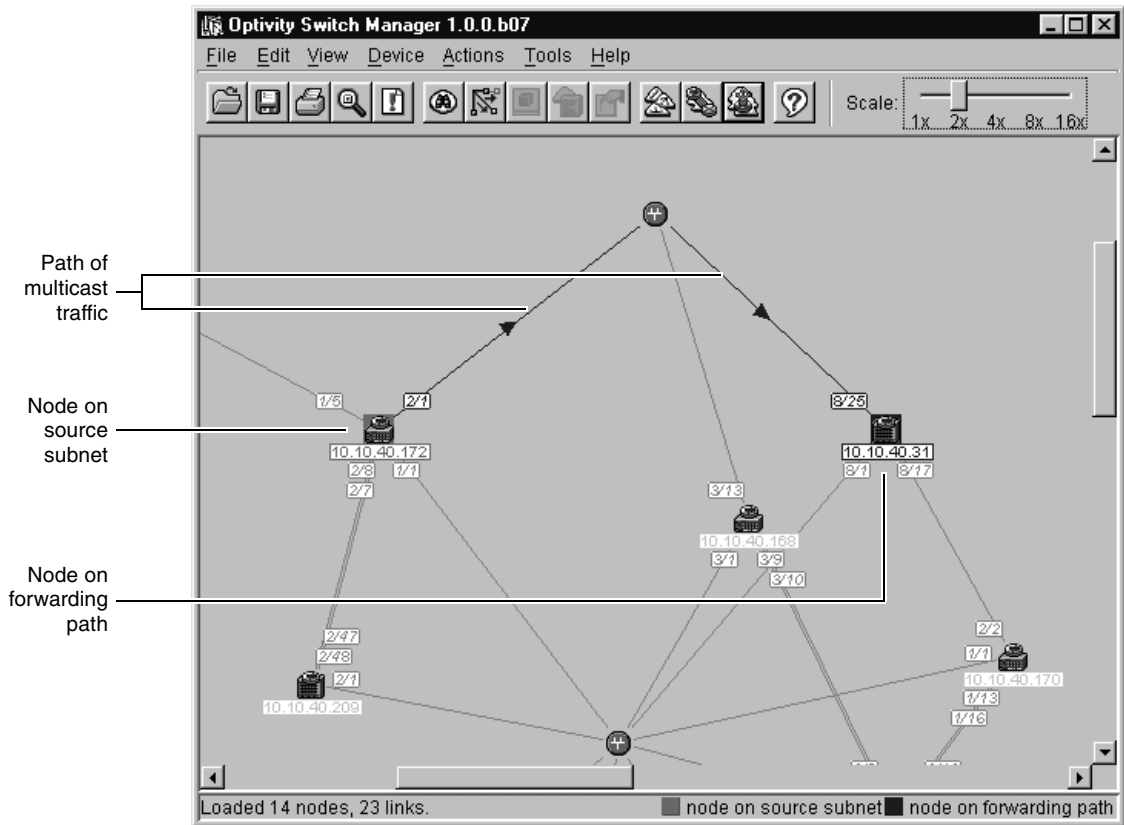 Optivity Switch Manager 1.0.0.b07
File Edit View Device Actions Tools Help
Scale:
1x 2x 4x 8x 16x
Path of
multicast
traffic
1/5
2/1
8/25
Node on
source
subnet
10.10.40.172
10.10.40.31
2/8 1/1
8/1 8/17
2/7
3/13
10.10.40.168
3/1 3/9
3/10
Node on
forwarding
path
2/47
2/48
2/1
10.10.40.209
2/2
1/1
10.10.40.170
1/13
1/16
Loaded 14 nodes, 23 links.
node on source subnet
node on forwarding path